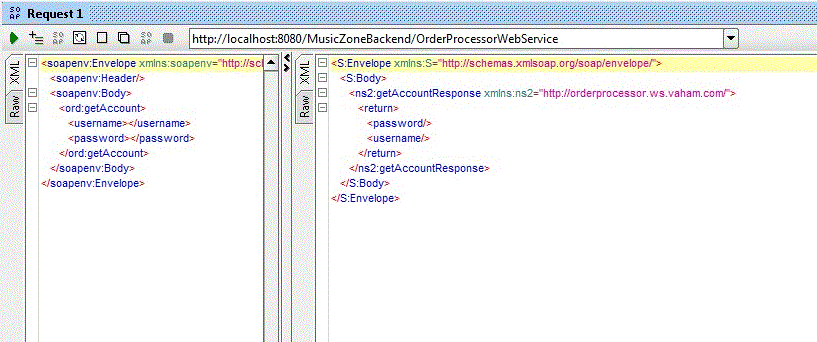 Request 1
SO AP
http://localhost:8080/MusicZoneBackend/OrderProcessorWebService
XML
Raw
<soapenv:Envelope xmlns:soapenv="http://scl
<soapenv:Header/>
<soapenv:Body>
<ord:getAccount>
<username></username>
<password></password>
</ord:getAccount>
</soapenv:Body>
</soapenv:Envelope>
XML
Raw
<S:Envelope xmlns:S="http://schemas.xmlsoap.org/soap/envelope/">
<S:Body>
<ns2:getAccountResponse xmlns:ns2="http://orderprocessor.ws.vaham.com/">
<return>
<password/>
<username/>
</return>
</ns2:getAccountResponse>
</S:Body>
</S:Envelope>